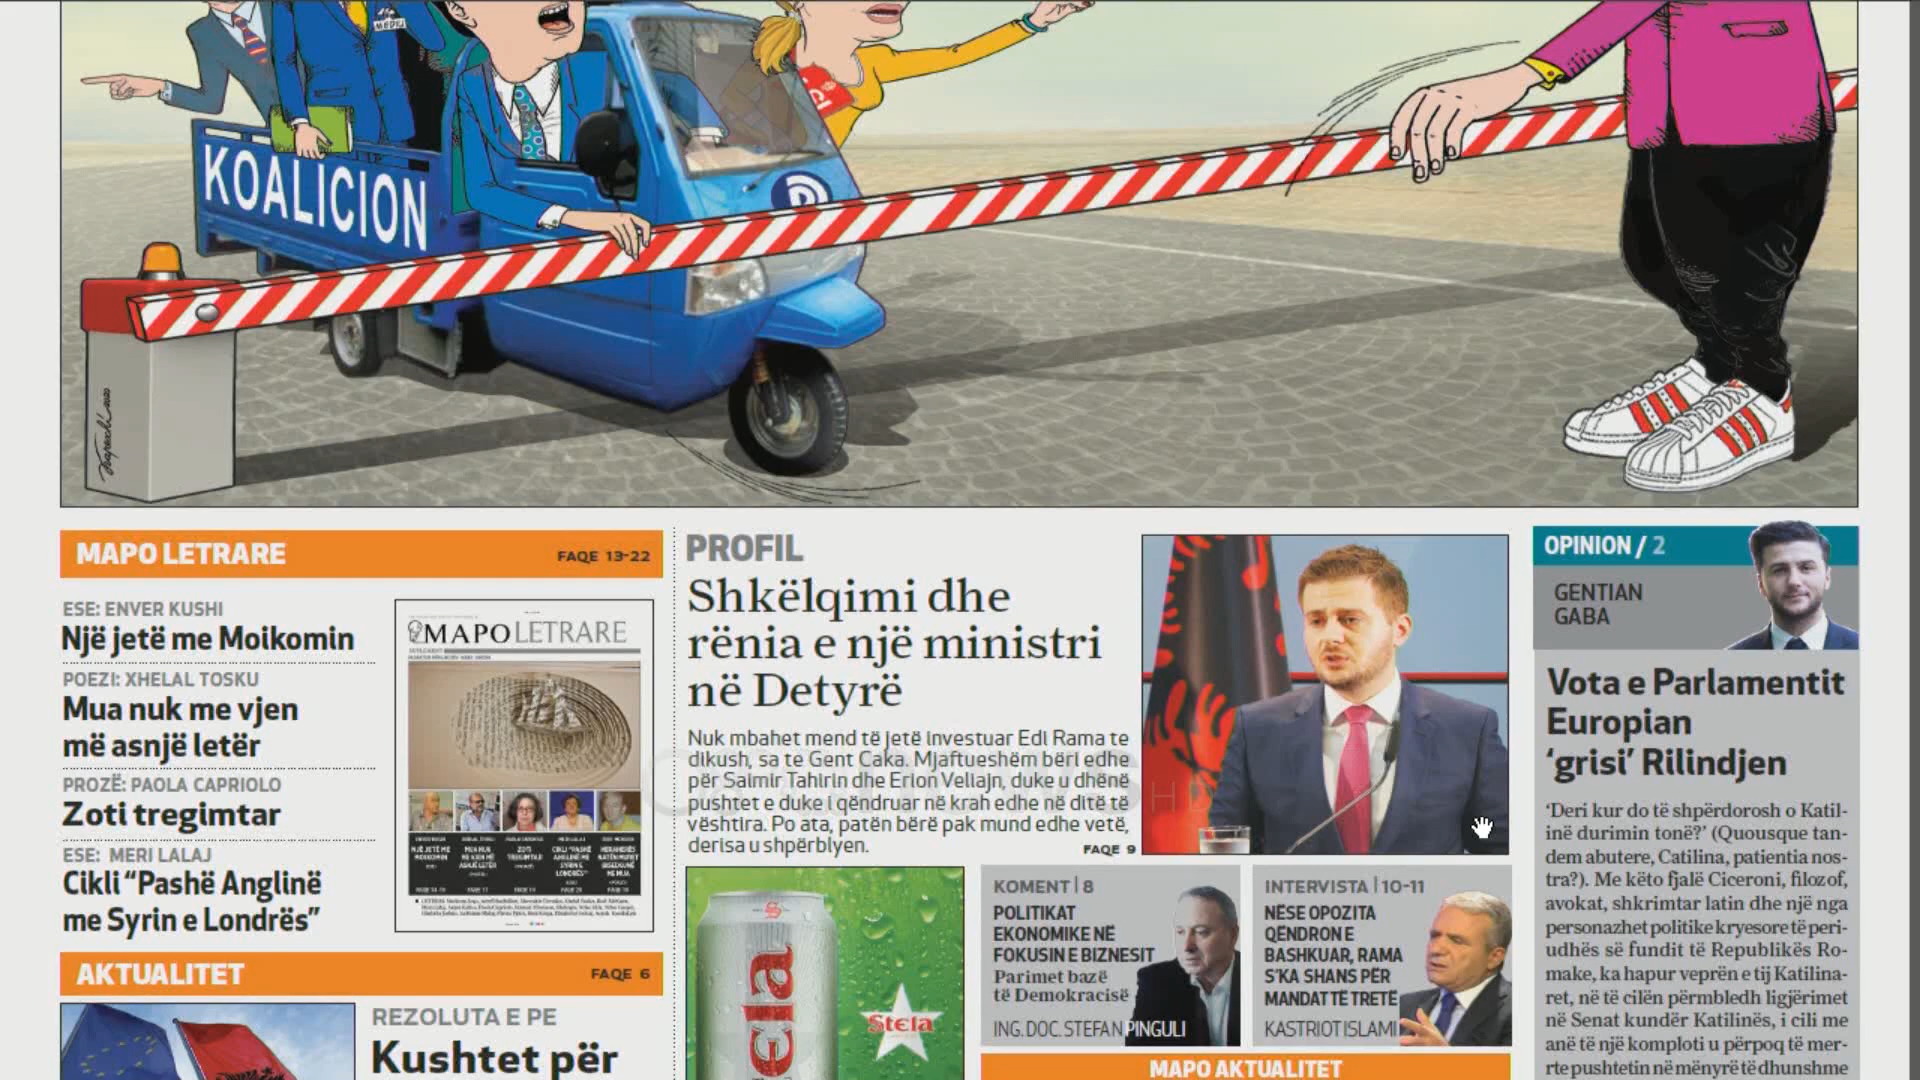 KOALICION
MAPO LETRARE
FAQE 13-22
ESE: ENVER KUSHI
Një jetë me Moikomin
POEZI: XHELAL TOSKU
Mua nuk me vjen
më asnjë letër
PROZË: PAOLA CAPRIOLO
Zoti tregimtar
ESE: MERI LALAJ
Cikli “Pashë Anglinë
me Syrin e Londrës”
MAPO LETRARE
AKTUALITET
FAQE 6
REZOLUTA E PE
Kushtet për
PROFIL
Shkëlqimi dhe
rënia e një ministri
në Detyrë
Nuk mbahet mend të jetë investuar Edi Rama te
dikush, sa te Gent Caka. Mjaftueshëm bëri edhe
për Saimir Tahirin dhe Erion Veliajn, duke u dhënë
pushtet e duke i qëndruar në krah edhe në ditë të
vështira. Po ata, patën bërë pak mund edhe vetë,
derisa u shpërblyen.
FAQE 9
Stela
KOMENT | 8
POLITIKAT
EKONOMIKE NË
FOKUSIN E BIZNESIT
Parimet bazë
të Demokracisë
ING.DOC.STEFAN PINGULI
INTERVISTA | 10-11
NËSE OPOZITA
QËNDRON E
BASHKUAR, RAMA
S'KA SHANS PËR
MANDAT TË TRETË
KASTRIOT ISLAMI
MAPO AKTUALITET
OPINION / 2
GENTIAN
GABA
Vota e Parlamentit
Europian
‘grisi’ Rilindjen
‘Deri kur do të shpërdorosh o Katil-
inë durimin tonë?’ (Quousque tan-
dem abutere, Catilina, patientia nos-
tra?). Me këto fjalë Ciceroni, filozof,
avokat, shkrimtar latin dhe një nga
personazhet politike kryesore të peri-
udhës së fundit të Republikës Ro-
make, ka hapur veprën e tij Katilina-
ret, në të cilën përmbledh ligjërimet
në Senat kundër Katilinës, i cili me
anë të një komploti u përpoq të mer-
rte pushtetin në mënyrë të dhunshme